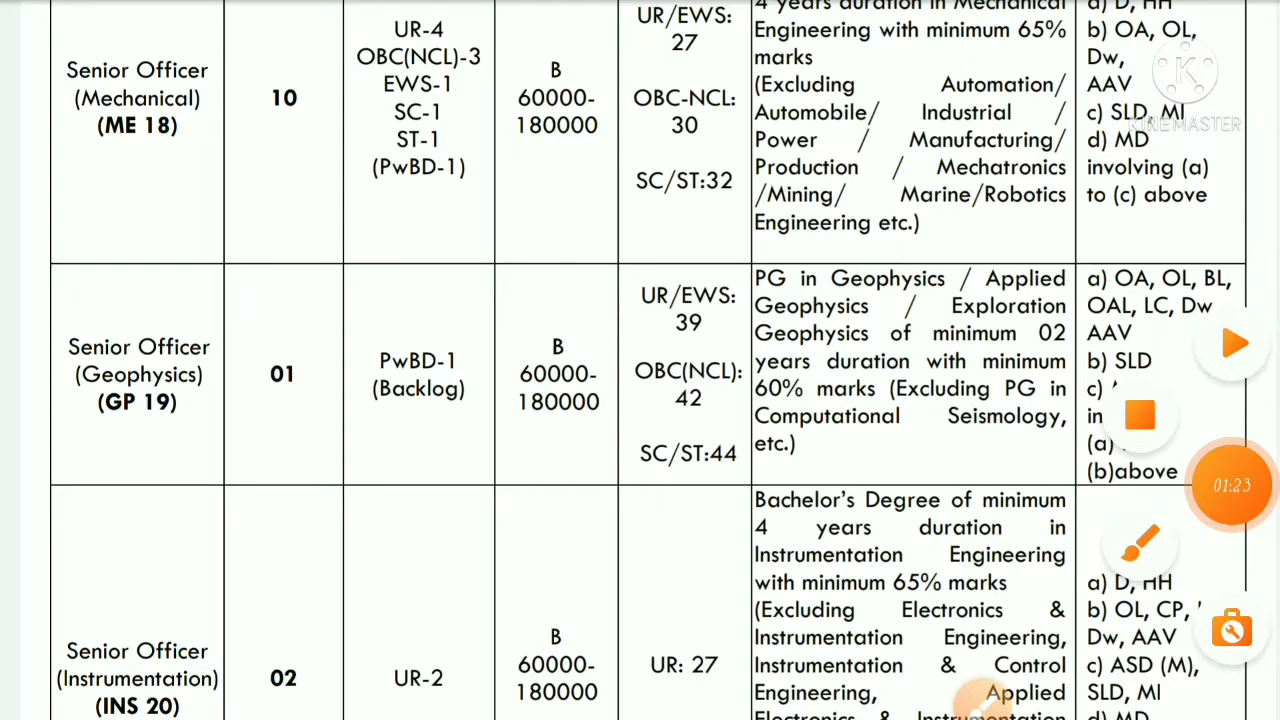 4 years duration in Mechanical
Engineering with minimum 65%
marks
(Excluding Automation/
Automobile/ Industrial /
Power / Manufacturing/
Production / Mechatronics
/Mining/ Marine/Robotics
Engineering etc.)
Senior Officer
(Mechanical)
(ME 18)
10
UR-4
OBC(NCL)-3
EWS-1
SC-1
ST-1
(PwBD-1)
B
60000-
180000
UR/EWS:
27
OBC-NCL:
30
SC/ST:32
a) D, HH
b) OA, OL,
Dw,
AAV
c) SLD, MI
d) MD
involving (a)
to (c) above
KINEMASTER
Senior Officer
(Geophysics)
(GP 19)
01
PwBD-1
(Backlog)
B
60000-
180000
UR/EWS:
39
OBC(NCL):
42
SC/ST:44
PG in Geophysics / Applied
Geophysics / Exploration
Geophysics of minimum 02
years duration with minimum
60% marks (Excluding PG in
Computational Seismology,
etc.)
a) OA, OL, BL,
OAL, LC, Dw
AAV
b) SLD
c)
in
(a)
(b)above
01:23
Senior Officer
(Instrumentation)
(INS 20)
02
UR-2
B
60000-
180000
UR: 27
Bachelor's Degree of minimum
4 years duration in
Instrumentation Engineering
with minimum 65% marks
(Excluding Electronics &
Instrumentation Engineering,
Instrumentation & Control
Engineering, Applied
Electronics & Instrumentation
a) D, HH
b) OL, CP,
Dw, AAV
c) ASD (M),
SLD, MI
d) MD